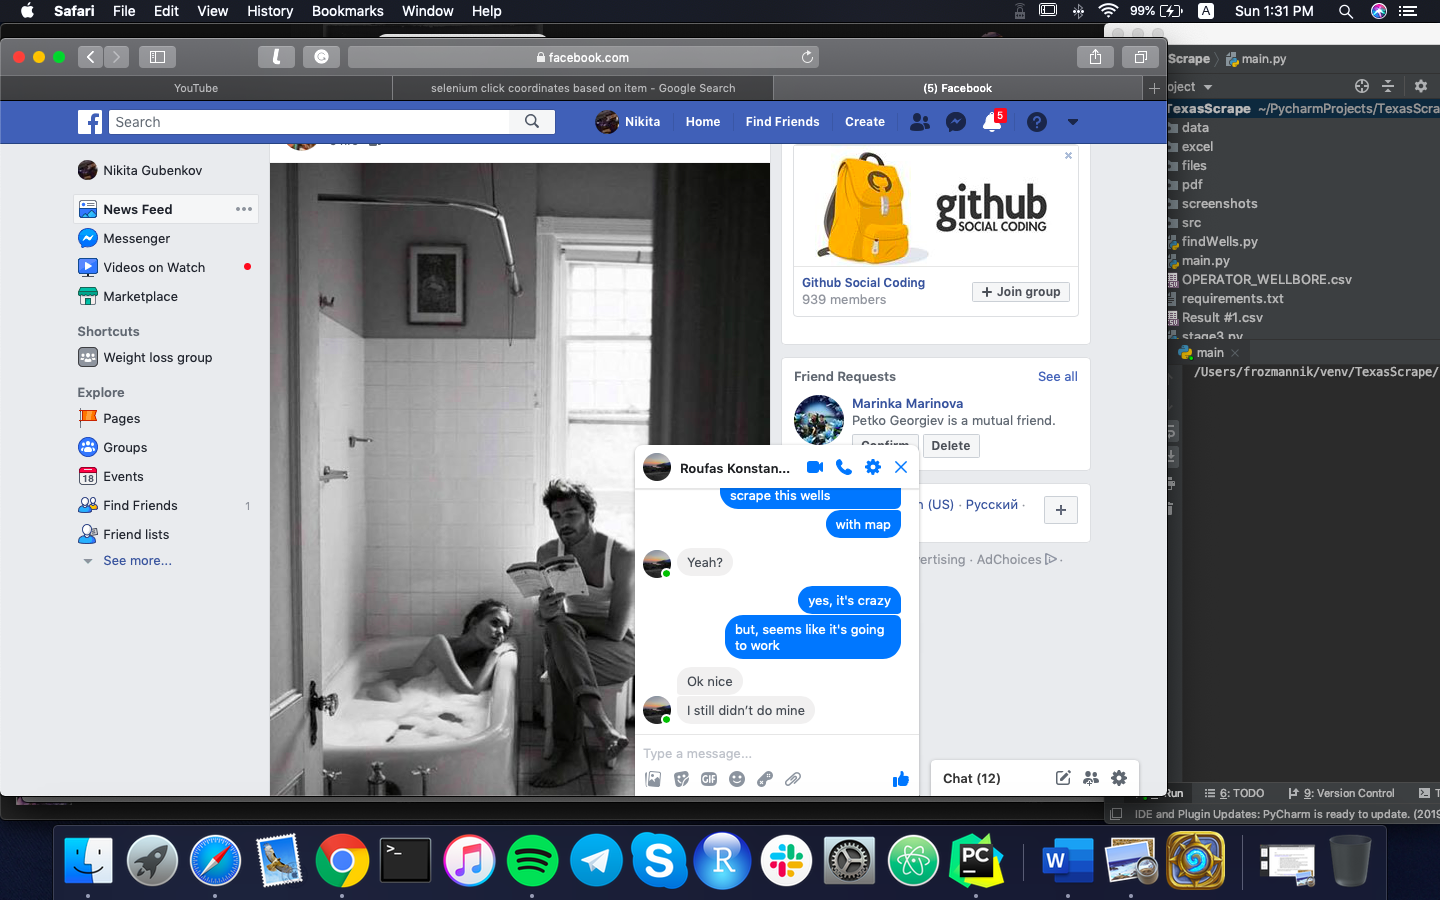 Safari File Edit View History Bookmarks Window Help
99% A Sun 1:31 PM
facebook.com
YouTube
selenium click coordinates based on item - Google Search
(5) Facebook
Search
Nikita Home Find Friends Create
5
Nikita Gubenkov
News Feed
Messenger
Videos on Watch
Marketplace
Shortcuts
Weight loss group
Explore
Pages
Groups
18
Events
Find Friends 1
Friend lists
See more...
github
SOCIAL CODING
Github Social Coding
939 members
+ Join group
Friend Requests See all
Marinka Marinova
Petko Georgiev is a mutual friend.
Confirm Delete
(US) · Русский ·
AdChoices
Roufas Konstan...
scrape this wells
with map
Yeah?
yes, it's crazy
but, seems like it's going
to work
Ok nice
I still didn't do mine
Type a message...
GIF
Chat (12)
Scrape main.py
TexasScrape ~/PycharmProjects/TexasScra
data
excel
files
pdf
screenshots
src
findWells.py
main.py
OPERATOR_WELLBORE.csv
requirements.txt
Result #1.csv
stage3.py
main
/Users/frozmannik/venv/TexasScrape/
Run 6: TODO 9: Version Control
IDE and Plugin Updates: PyCharm is ready to update. (2019
>_
S
R
PC
W